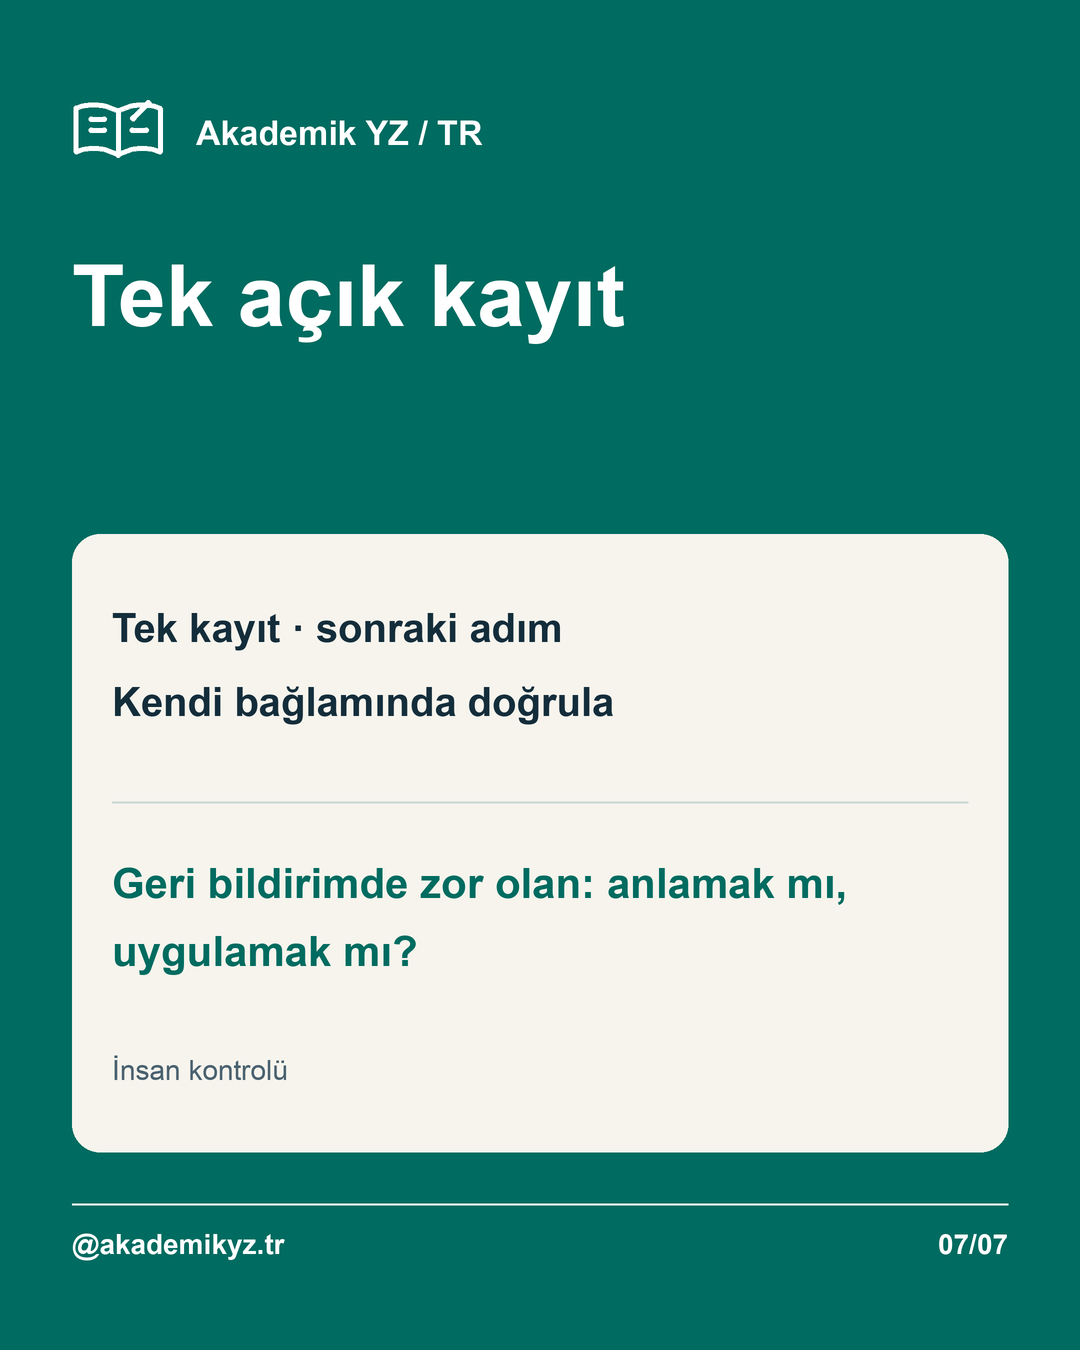 Akademik YZ / TR
Tek açık kayıt
Tek kayıt · sonraki adım
Kendi bağlamında doğrula
Geri bildirimde zor olan: anlamak mı,
uygulamak mı?
İnsan kontrolü
@akademikyz.tr
07/07